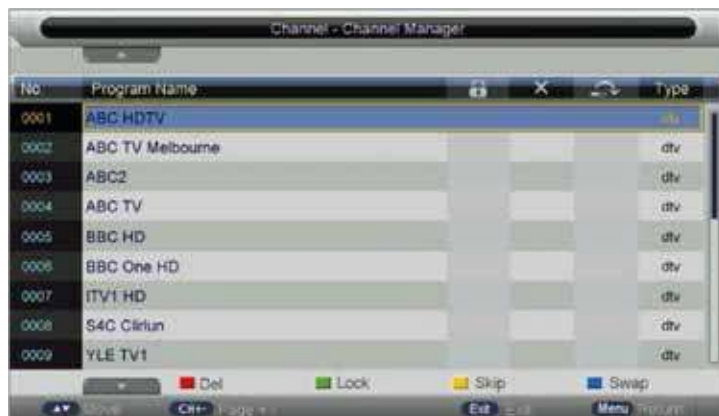 Channel - Channel Manager
No. Program Name Type
0001 ABC HDTV dtv
0002 ABC TV Melbourne dtv
0003 ABC2 dtv
0004 ABC TV dtv
0005 BBC HD dtv
0006 BBC One HD dtv
0007 ITV1 HD dtv
0008 S4C Clirlun dtv
0009 YLE TV1 dtv
Del Lock Skip Swap
Move CH+- Page + - Exit Exit Menu Return